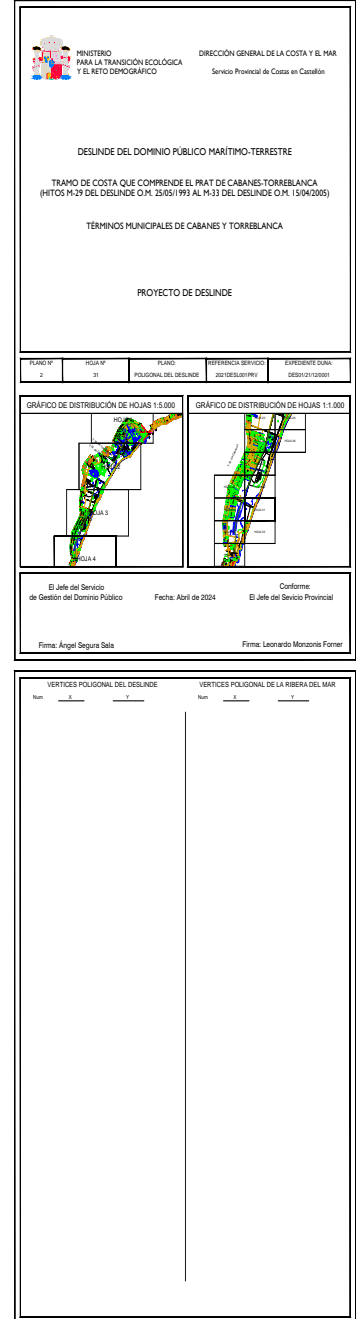 MINISTERIO
PARA LA TRANSICIÓN ECOLÓGICA
Y EL RETO DEMOGRÁFICO
DIRECCIÓN GENERAL DE LA COSTA Y EL MAR
Servicio Provincial de Costas en Castellón
DESLINDE DEL DOMINIO PÚBLICO MARÍTIMO-TERRESTRE
TRAMO DE COSTA QUE COMPRENDE EL PRAT DE CABANES-TORREBLANCA
(HITOS M-29 DEL DESLINDE O.M. 25/05/1993 AL M-33 DEL DESLINDE O.M. 15/04/2005)
TÉRMINOS MUNICIPALES DE CABANES Y TORREBLANCA
PROYECTO DE DESLINDE
PLANO Nº HOJA Nº PLANO: REFERENCIA SERVICIO: EXPEDIENTE DUNA:
2 31 POLIGONAL DEL DESLINDE 2021DESL001PRV DES01/21/12/0001
GRÁFICO DE DISTRIBUCIÓN DE HOJAS 1:5.000 GRÁFICO DE DISTRIBUCIÓN DE HOJAS 1:1.000
HOJA 3
HOJA 4
El Jefe del Servicio
de Gestión del Dominio Público
Fecha: Abril de 2024
Conforme:
El Jefe del Sevicio Provincial
Firma: Ángel Segura Sala
Firma: Leonardo Monzonis Forner
VERTICES POLIGONAL DEL DESLINDE VERTICES POLIGONAL DE LA RIBERA DEL MAR
Num X Y Num X Y